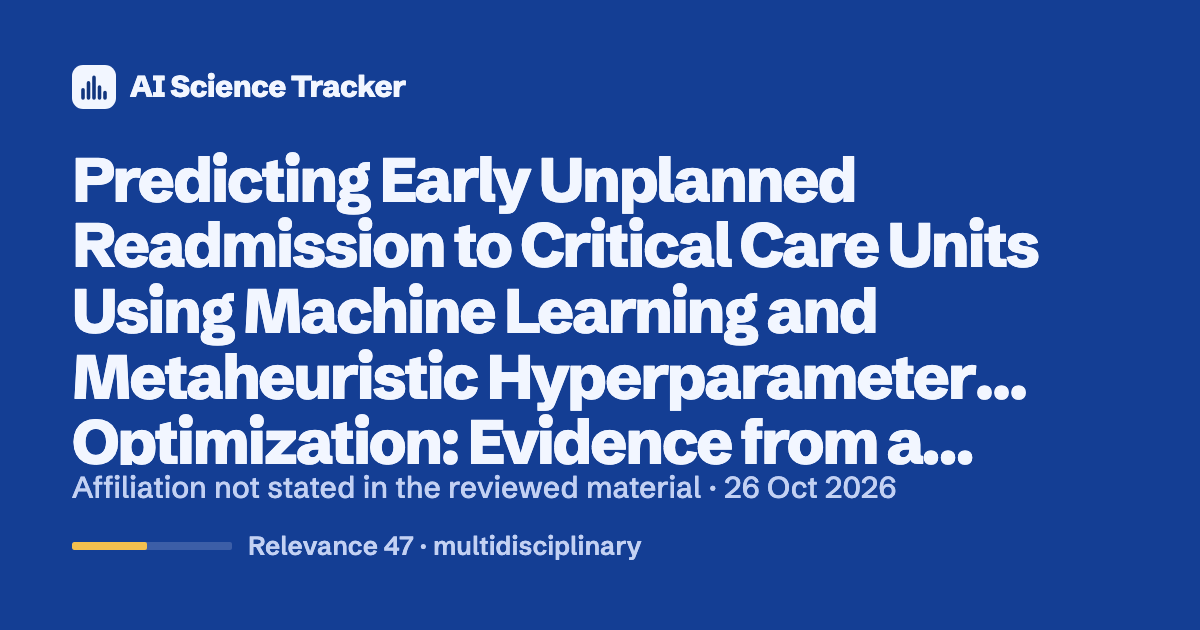 AI Science Tracker
Predicting Early Unplanned
Readmission to Critical Care Units
Using Machine Learning and
Metaheuristic Hyperparameter…
Optimization: Evidence from a…
Affiliation not stated in the reviewed material · 26 Oct 2026
Relevance 47 · multidisciplinary